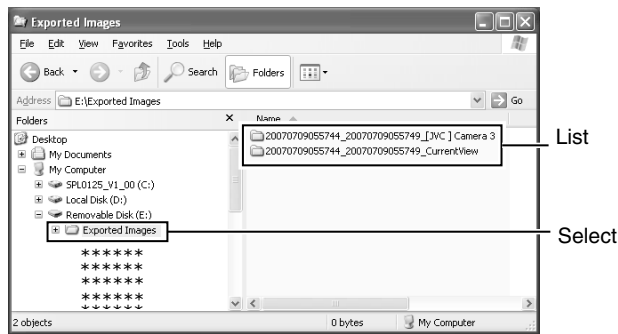 Exported Images
File Edit View Favorites Tools Help
Back Search Folders
Address E:\Exported Images Go
Folders X Name
Desktop
My Documents
My Computer
SPL0125_V1_00 (C:)
Local Disk (D:)
Removable Disk (E:)
Exported Images
******
******
******
******
******
20070709055744_20070709055749_[JVC ] Camera 3
20070709055744_20070709055749_CurrentView
List
Select
2 objects 0 bytes My Computer